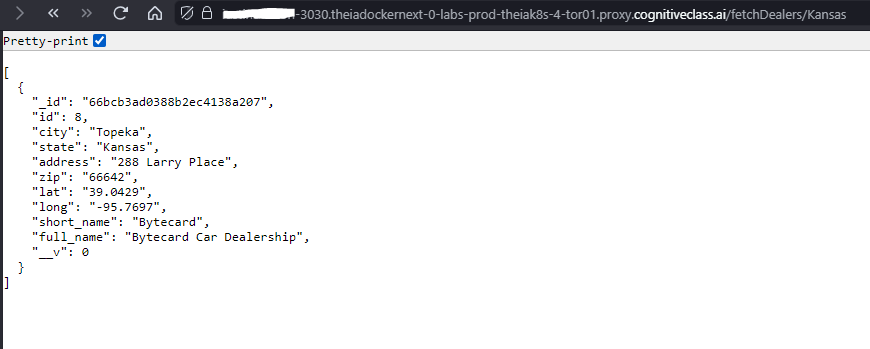 -3030.theiadockernext-0-labs-prod-theiak8s-4-tor01.proxy.cognitiveclass.ai/fetchDealers/Kansas
Pretty-print
[
  {
    "_id": "66bcb3ad0388b2ec4138a207",
    "id": 8,
    "city": "Topeka",
    "state": "Kansas",
    "address": "288 Larry Place",
    "zip": "66642",
    "lat": "39.0429",
    "long": "-95.7697",
    "short_name": "Bytecard",
    "full_name": "Bytecard Car Dealership",
    "__v": 0
  }
]